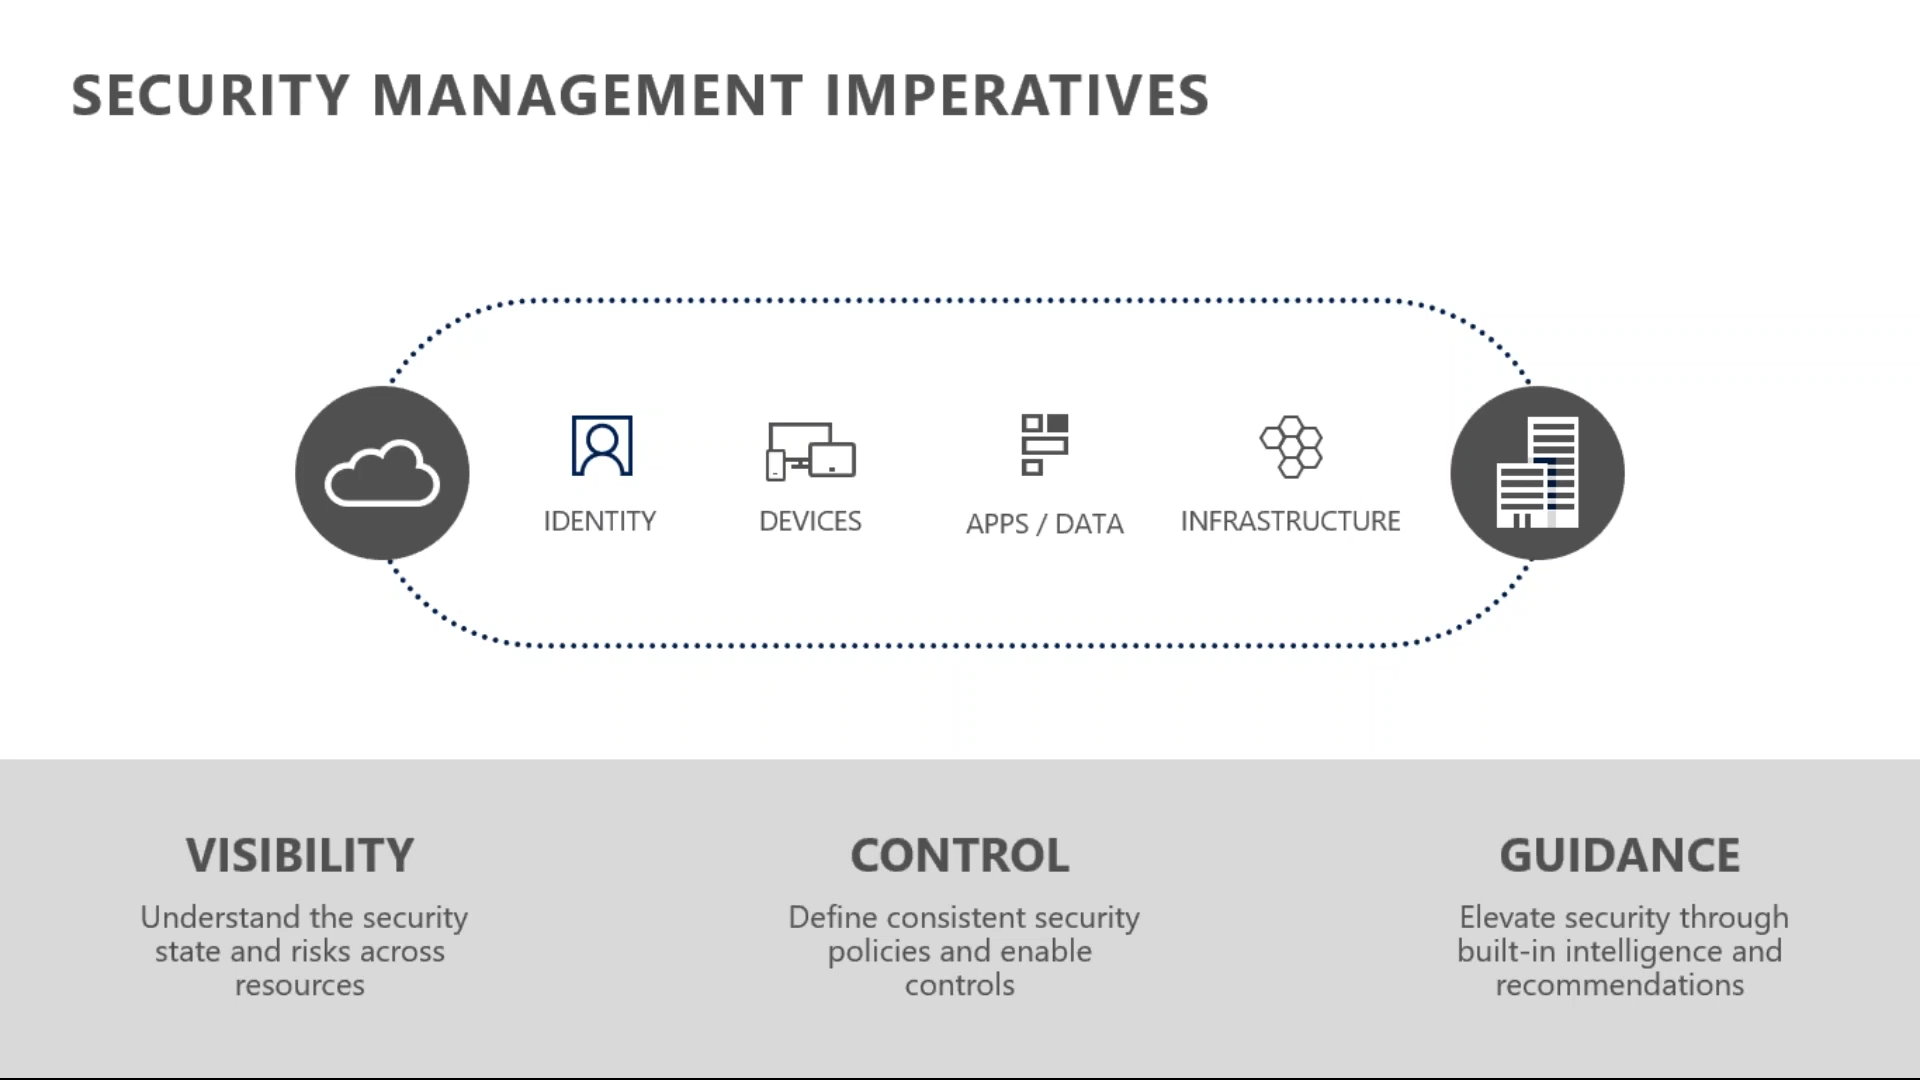 SECURITY MANAGEMENT IMPERATIVES
IDENTITY
DEVICES
APPS / DATA
INFRASTRUCTURE
VISIBILITY
Understand the security
state and risks across
resources
CONTROL
Define consistent security
policies and enable
controls
GUIDANCE
Elevate security through
built-in intelligence and
recommendations